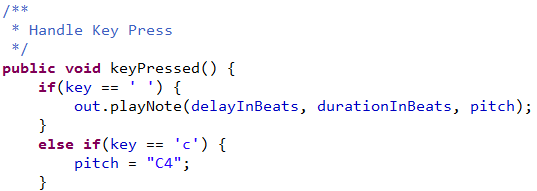 /**
 * Handle Key Press
 */
public void keyPressed() {
    if(key == ' ') {
        out.playNote(delayInBeats, durationInBeats, pitch);
    }
    else if(key == 'c') {
        pitch = "C4";
    }